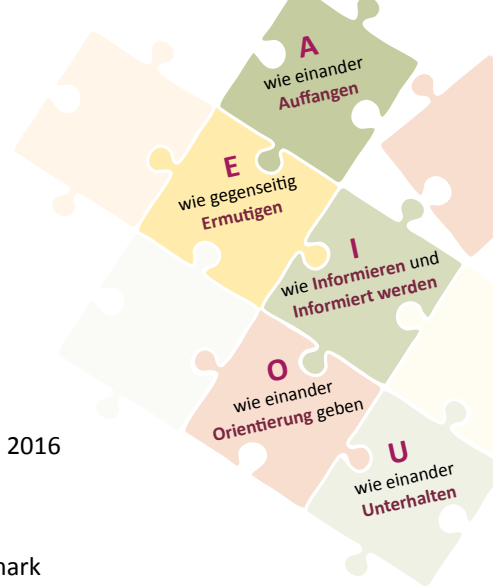 A
wie einander
Auffangen
E
wie gegenseitig
Ermutigen
I
wie Informieren und
Informiert werden
O
wie einander
Orientierung geben
2016
U
wie einander
Unterhalten